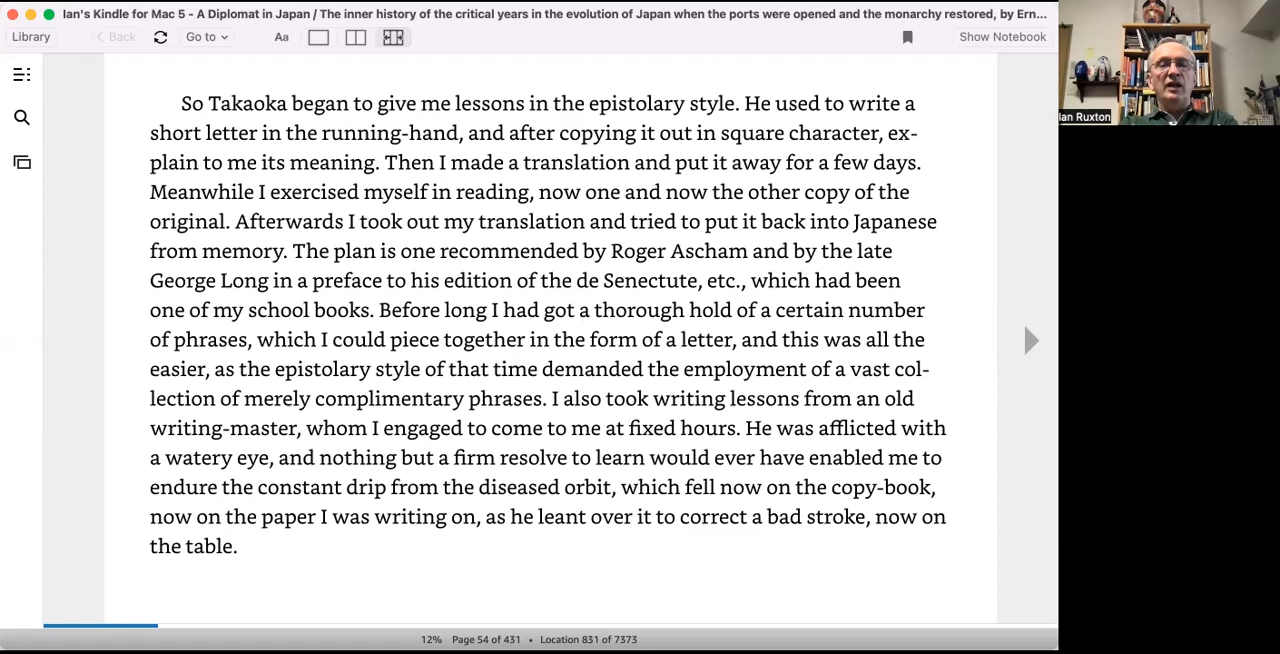 Ian's Kindle for Mac 5 - A Diplomat in Japan / The inner history of the critical years in the evolution of Japan when the ports were opened and the monarchy restored, by Ern...
Library
Back
Go to
Aa
Show Notebook
So Takaoka began to give me lessons in the epistolary style. He used to write a
short letter in the running-hand, and after copying it out in square character, ex-
plain to me its meaning. Then I made a translation and put it away for a few days.
Meanwhile I exercised myself in reading, now one and now the other copy of the
original. Afterwards I took out my translation and tried to put it back into Japanese
from memory. The plan is one recommended by Roger Ascham and by the late
George Long in a preface to his edition of the de Senectute, etc., which had been
one of my school books. Before long I had got a thorough hold of a certain number
of phrases, which I could piece together in the form of a letter, and this was all the
easier, as the epistolary style of that time demanded the employment of a vast col-
lection of merely complimentary phrases. I also took writing lessons from an old
writing-master, whom I engaged to come to me at fixed hours. He was afflicted with
a watery eye, and nothing but a firm resolve to learn would ever have enabled me to
endure the constant drip from the diseased orbit, which fell now on the copy-book,
now on the paper I was writing on, as he leant over it to correct a bad stroke, now on
the table.
12% Page 54 of 431 • Location 831 of 7373
Ian Ruxton